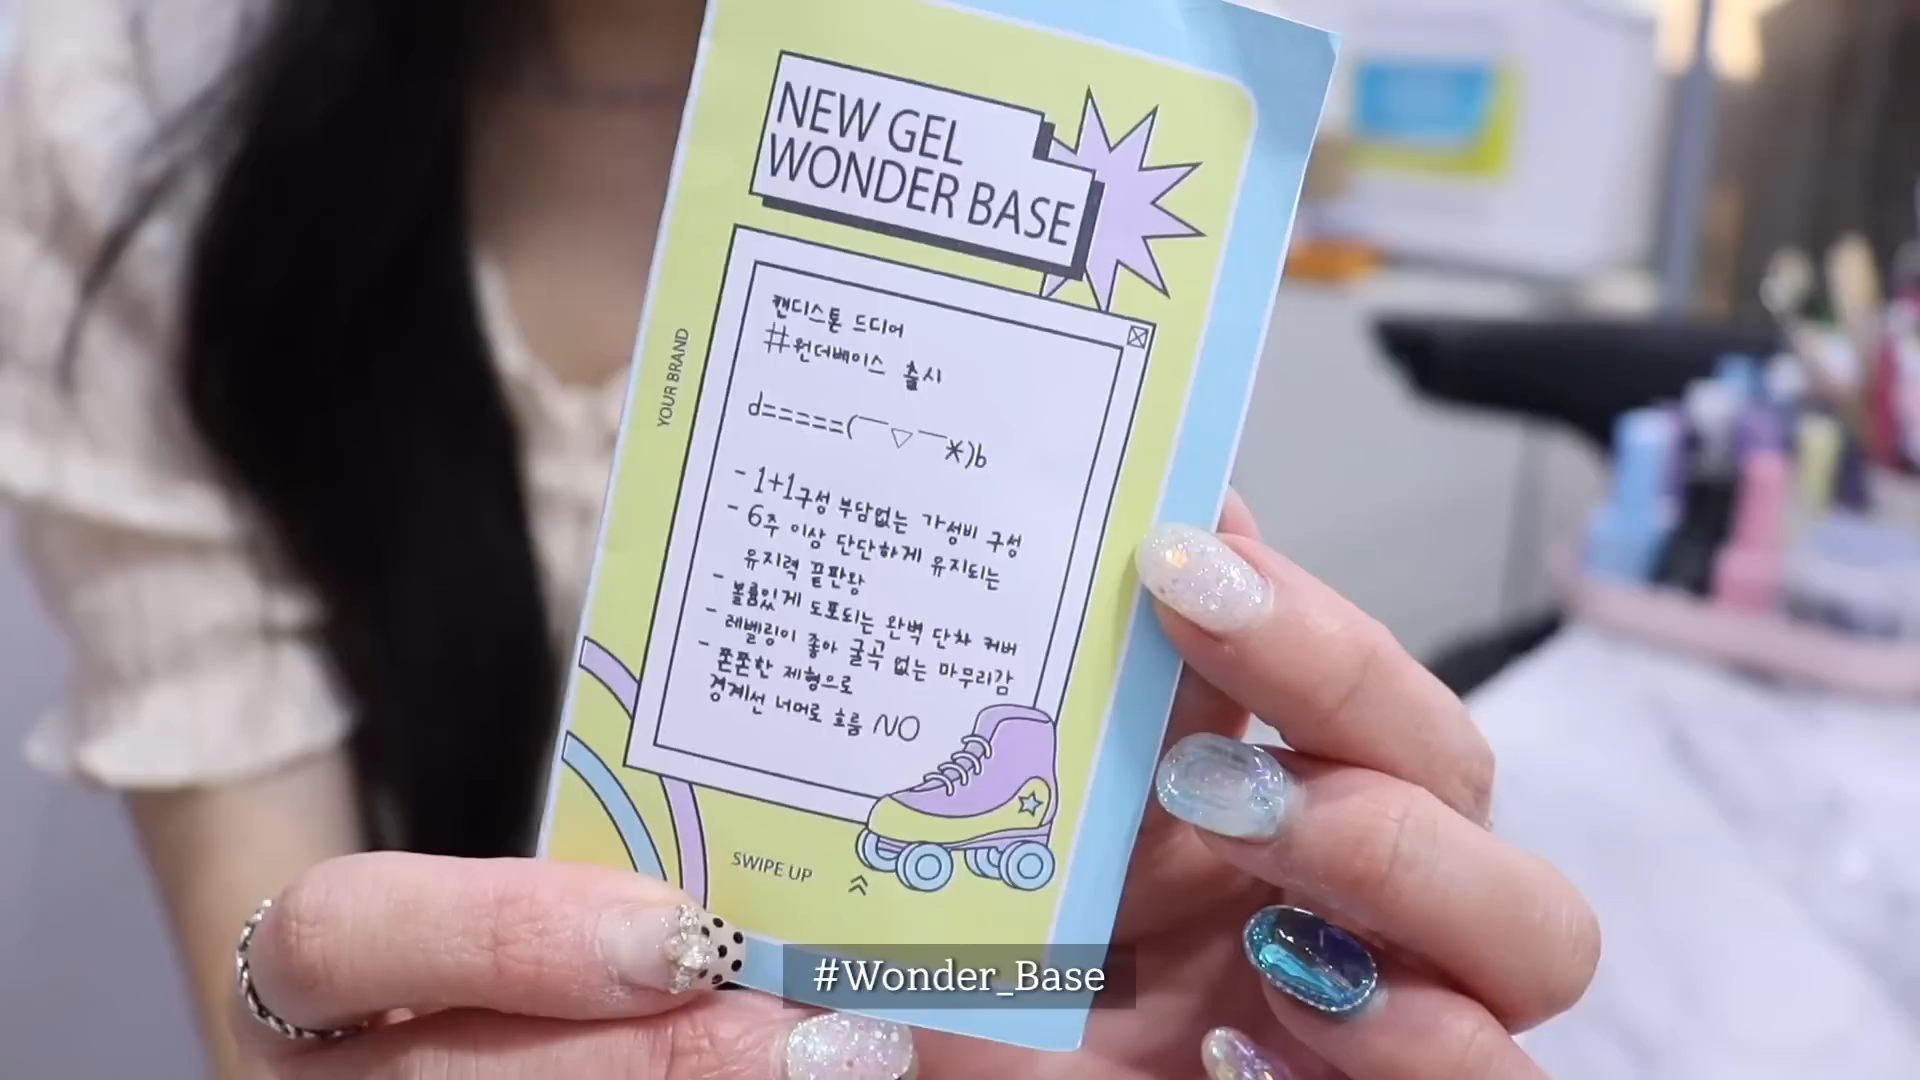 NEW GEL
WONDER BASE
캔디스톤 드디어
#원더베이스 출시
d=====(￣▽￣*)b
- 1+1구성 부담없는 가성비 구성
- 6주 이상 단단하게 유지되는
유지력 끝판왕
- 볼륨있게 도포되는 완벽 단차 커버
- 레벨링이 좋아 굴곡 없는 마무리감
- 쫀쫀한 제형으로
경계선 너머로 흐름 NO
YOUR BRAND
SWIPE UP
#Wonder_Base